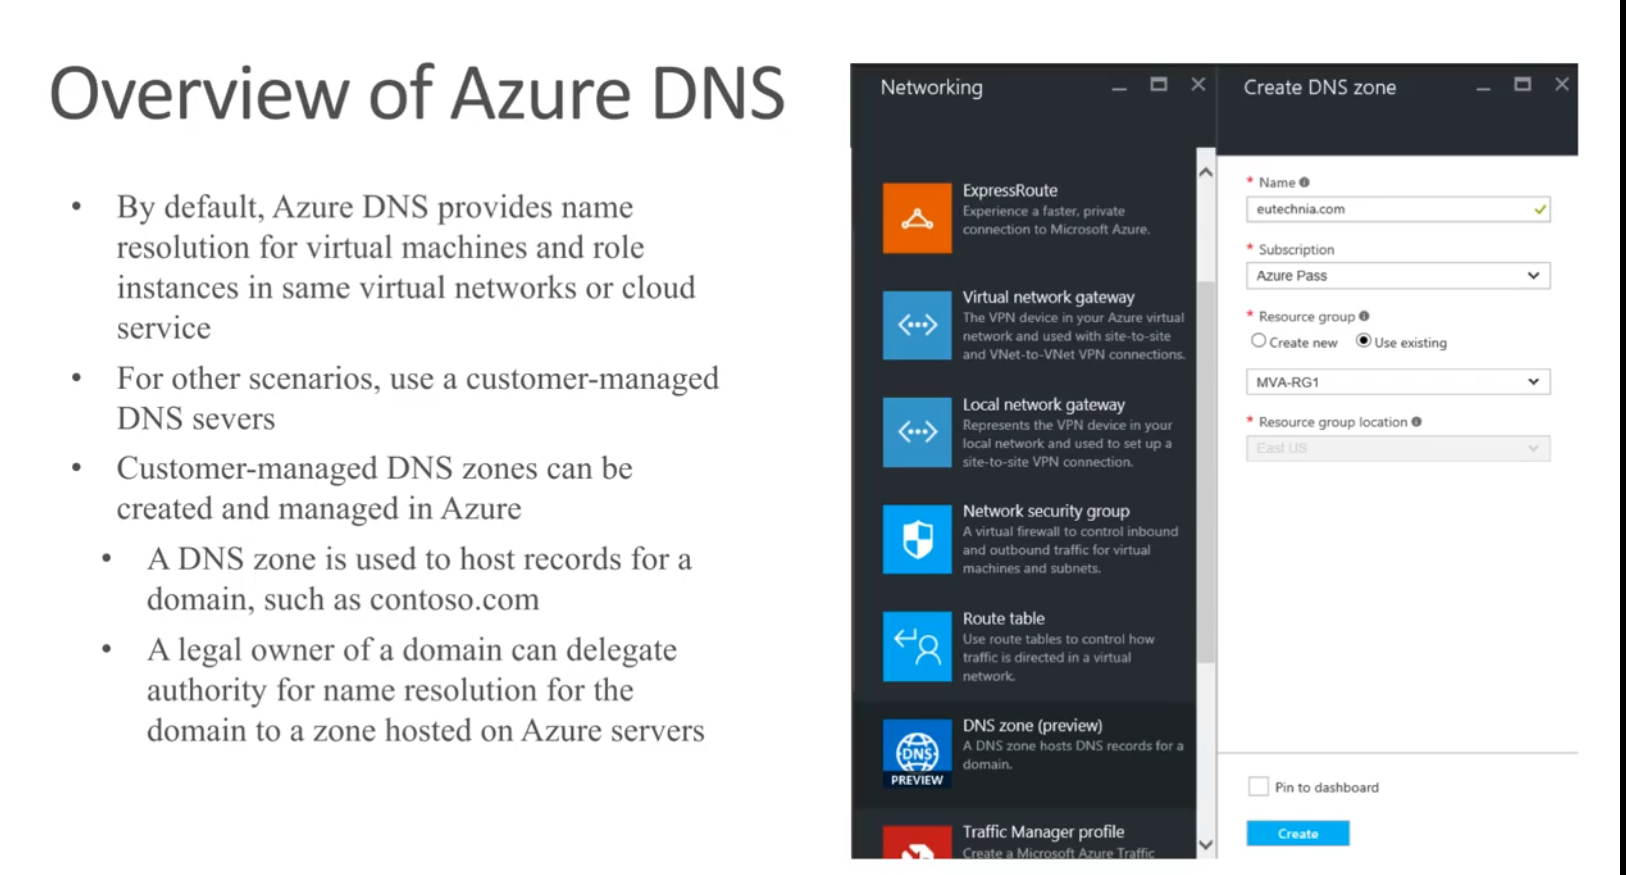 Overview of Azure DNS
• By default, Azure DNS provides name
resolution for virtual machines and role
instances in same virtual networks or cloud
service
• For other scenarios, use a customer-managed
DNS severs
• Customer-managed DNS zones can be
created and managed in Azure
• A DNS zone is used to host records for a
domain, such as contoso.com
• A legal owner of a domain can delegate
authority for name resolution for the
domain to a zone hosted on Azure servers
Networking
ExpressRoute
Experience a faster, private
connection to Microsoft Azure.
Virtual network gateway
The VPN device in your Azure virtual
network and used with site-to-site
and VNet-to-VNet VPN connections.
Local network gateway
Represents the VPN device in your
local network and used to set up a
site-to-site VPN connection.
Network security group
A virtual firewall to control inbound
and outbound traffic for virtual
machines and subnets.
Route table
Use route tables to control how
traffic is directed in a virtual
network.
DNS
PREVIEW
DNS zone (preview)
A DNS zone hosts DNS records for a
domain.
Traffic Manager profile
Create a Microsoft Azure Traffic
Create DNS zone
* Name
eutechnia.com
* Subscription
Azure Pass
* Resource group
Create new Use existing
MVA-RG1
* Resource group location
East US
Pin to dashboard
Create